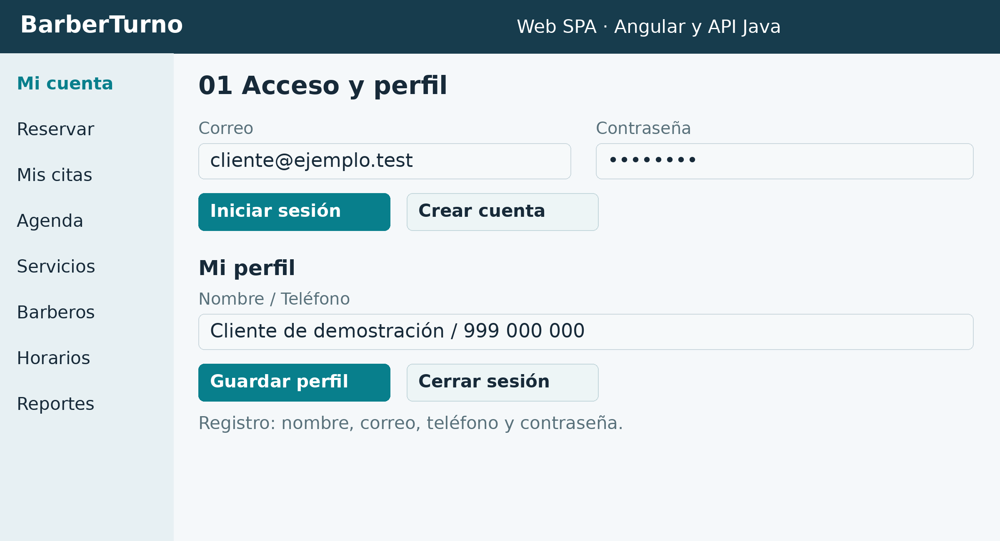 BarberTurno
Web SPA · Angular y API Java
Mi cuenta
Reservar
Mis citas
Agenda
Servicios
Barberos
Horarios
Reportes
01 Acceso y perfil
Correo
Contraseña
cliente@ejemplo.test
••••••••
Iniciar sesión
Crear cuenta
Mi perfil
Nombre / Teléfono
Cliente de demostración / 999 000 000
Guardar perfil
Cerrar sesión
Registro: nombre, correo, teléfono y contraseña.